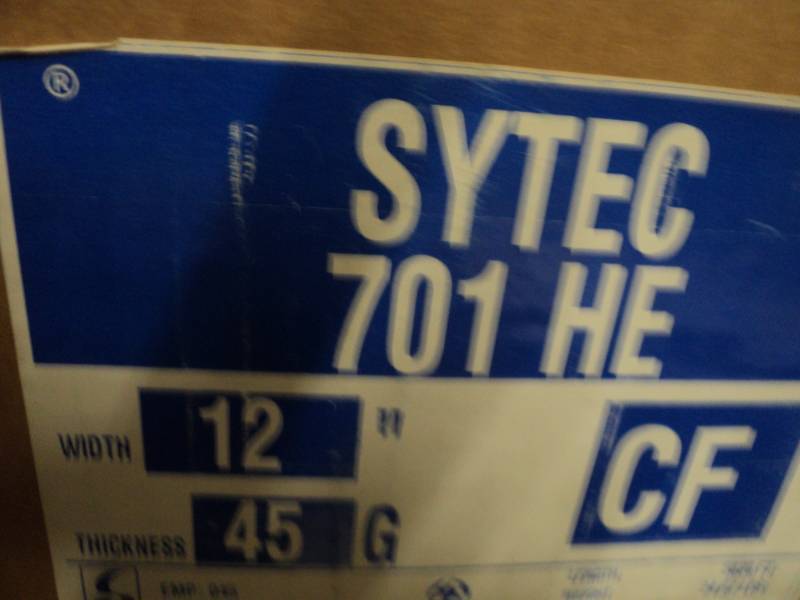 ®
SYTEC
701 HE
WIDTH 12 "
CF
THICKNESS 45 G